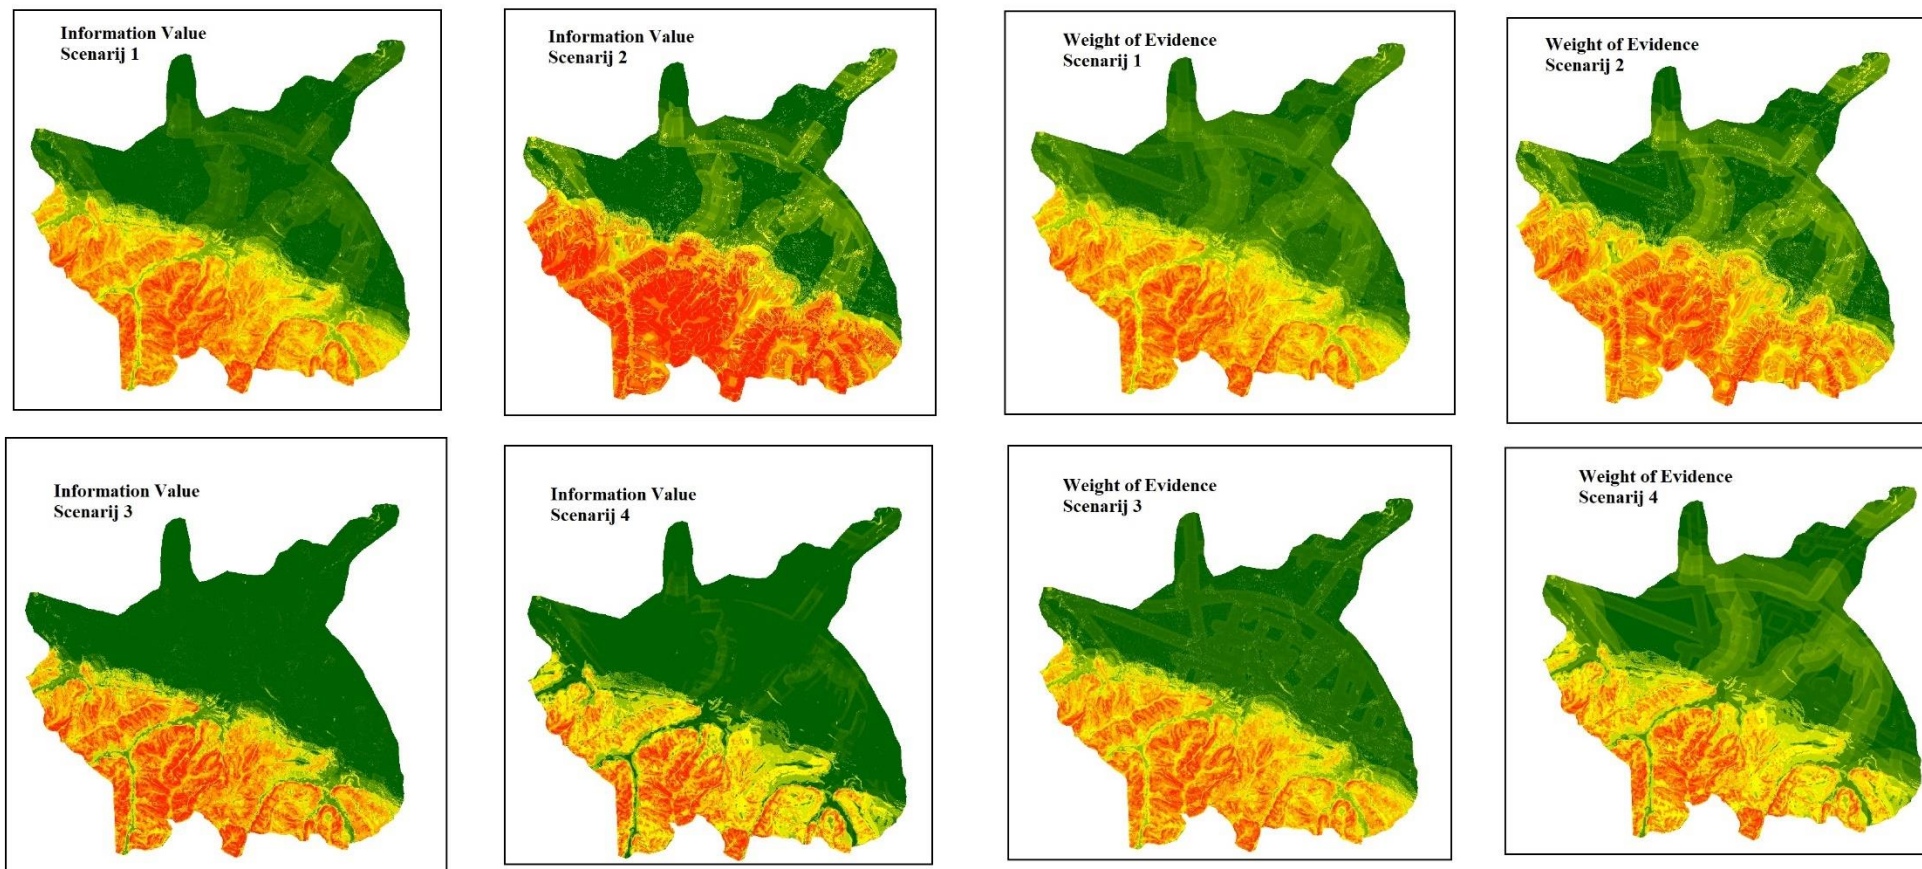 Information Value
Scenarij 1
Information Value
Scenarij 2
Weight of Evidence
Scenarij 1
Weight of Evidence
Scenarij 2
Information Value
Scenarij 3
Information Value
Scenarij 4
Weight of Evidence
Scenarij 3
Weight of Evidence
Scenarij 4